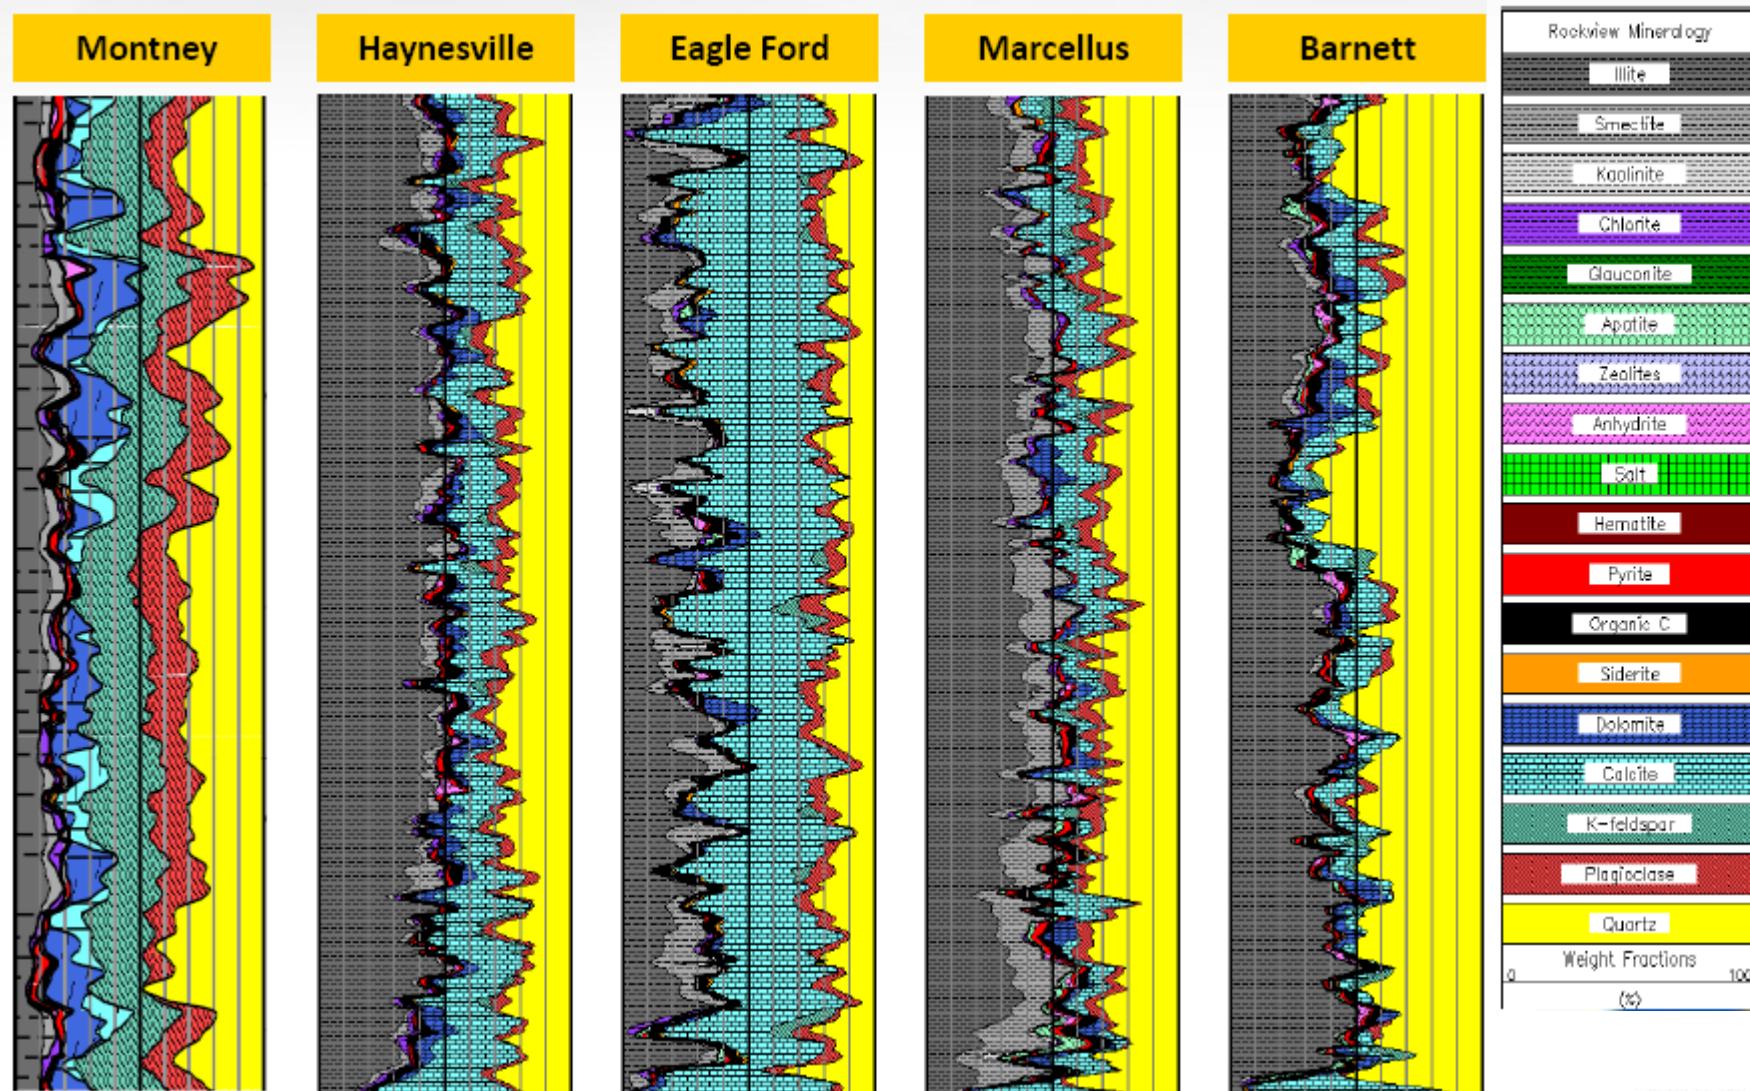 Montney
Haynesville
Eagle Ford
Marcellus
Barnett
Rockview Mineralogy
Illite
Smectite
Kaolinite
Chlorite
Glauconite
Apatite
Zeolites
Anhydrite
Salt
Hematite
Pyrite
Organic C
Siderite
Dolomite
Calcite
K-feldspar
Plagioclase
Quartz
Weight Fractions
0 100
(%)